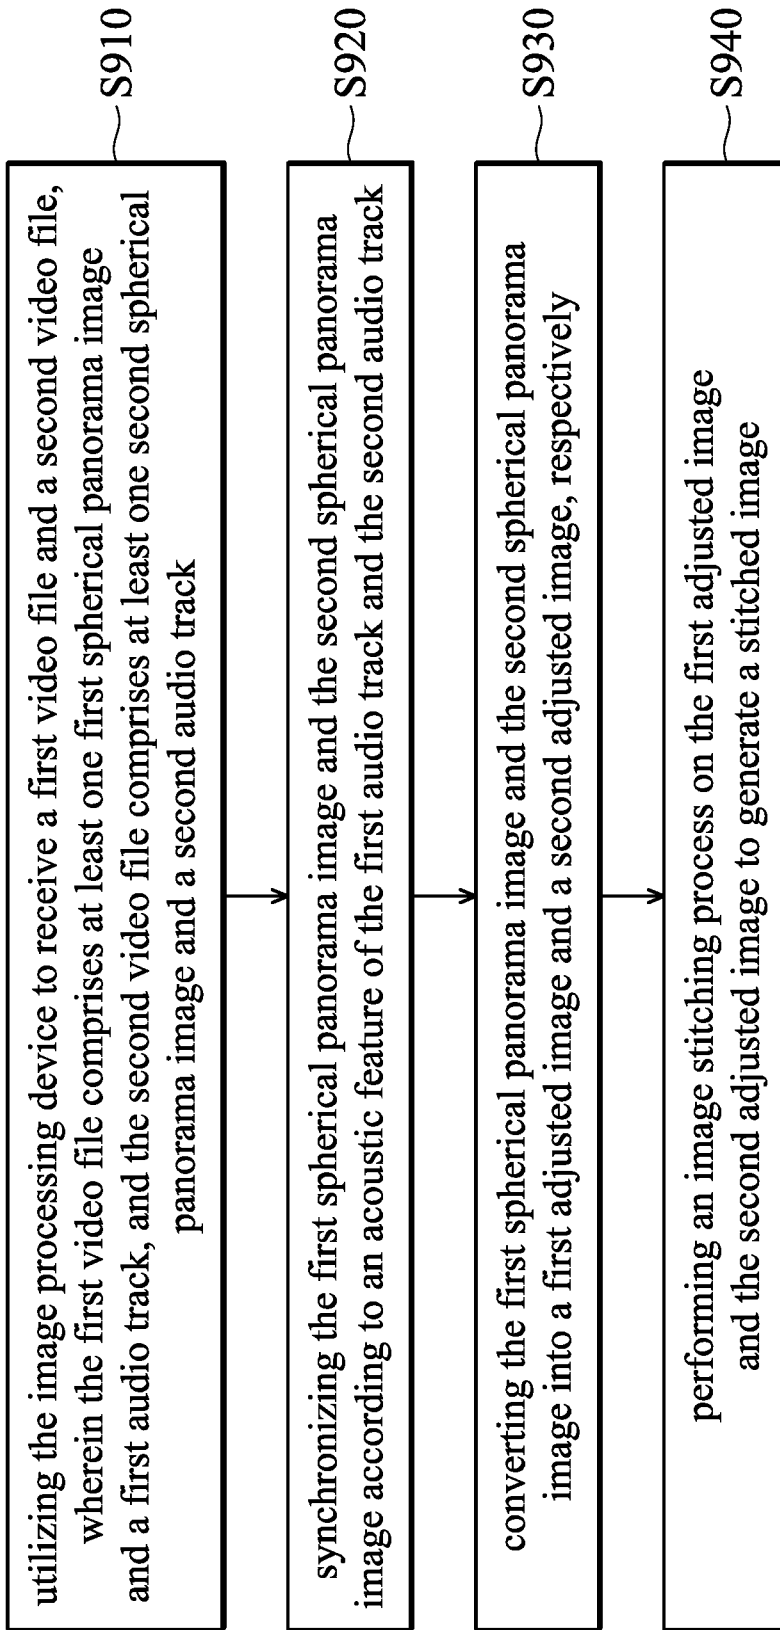 utilizing the image processing device to receive a first video file and a second video file,
wherein the first video file comprises at least one first spherical panorama image
and a first audio track, and the second video file comprises at least one second spherical
panorama image and a second audio track
S910
synchronizing the first spherical panorama image and the second spherical panorama
image according to an acoustic feature of the first audio track and the second audio track
S920
converting the first spherical panorama image and the second spherical panorama
image into a first adjusted image and a second adjusted image, respectively
S930
performing an image stitching process on the first adjusted image
and the second adjusted image to generate a stitched image
S940